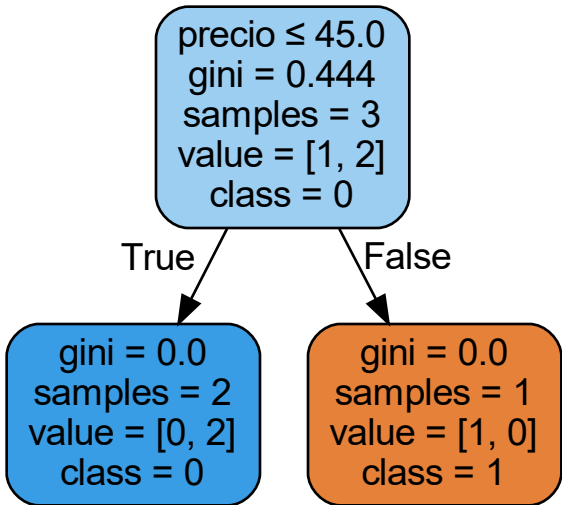 precio ≤ 45.0
gini = 0.444
samples = 3
value = [1, 2]
class = 0
True
False
gini = 0.0
samples = 2
value = [0, 2]
class = 0
gini = 0.0
samples = 1
value = [1, 0]
class = 1